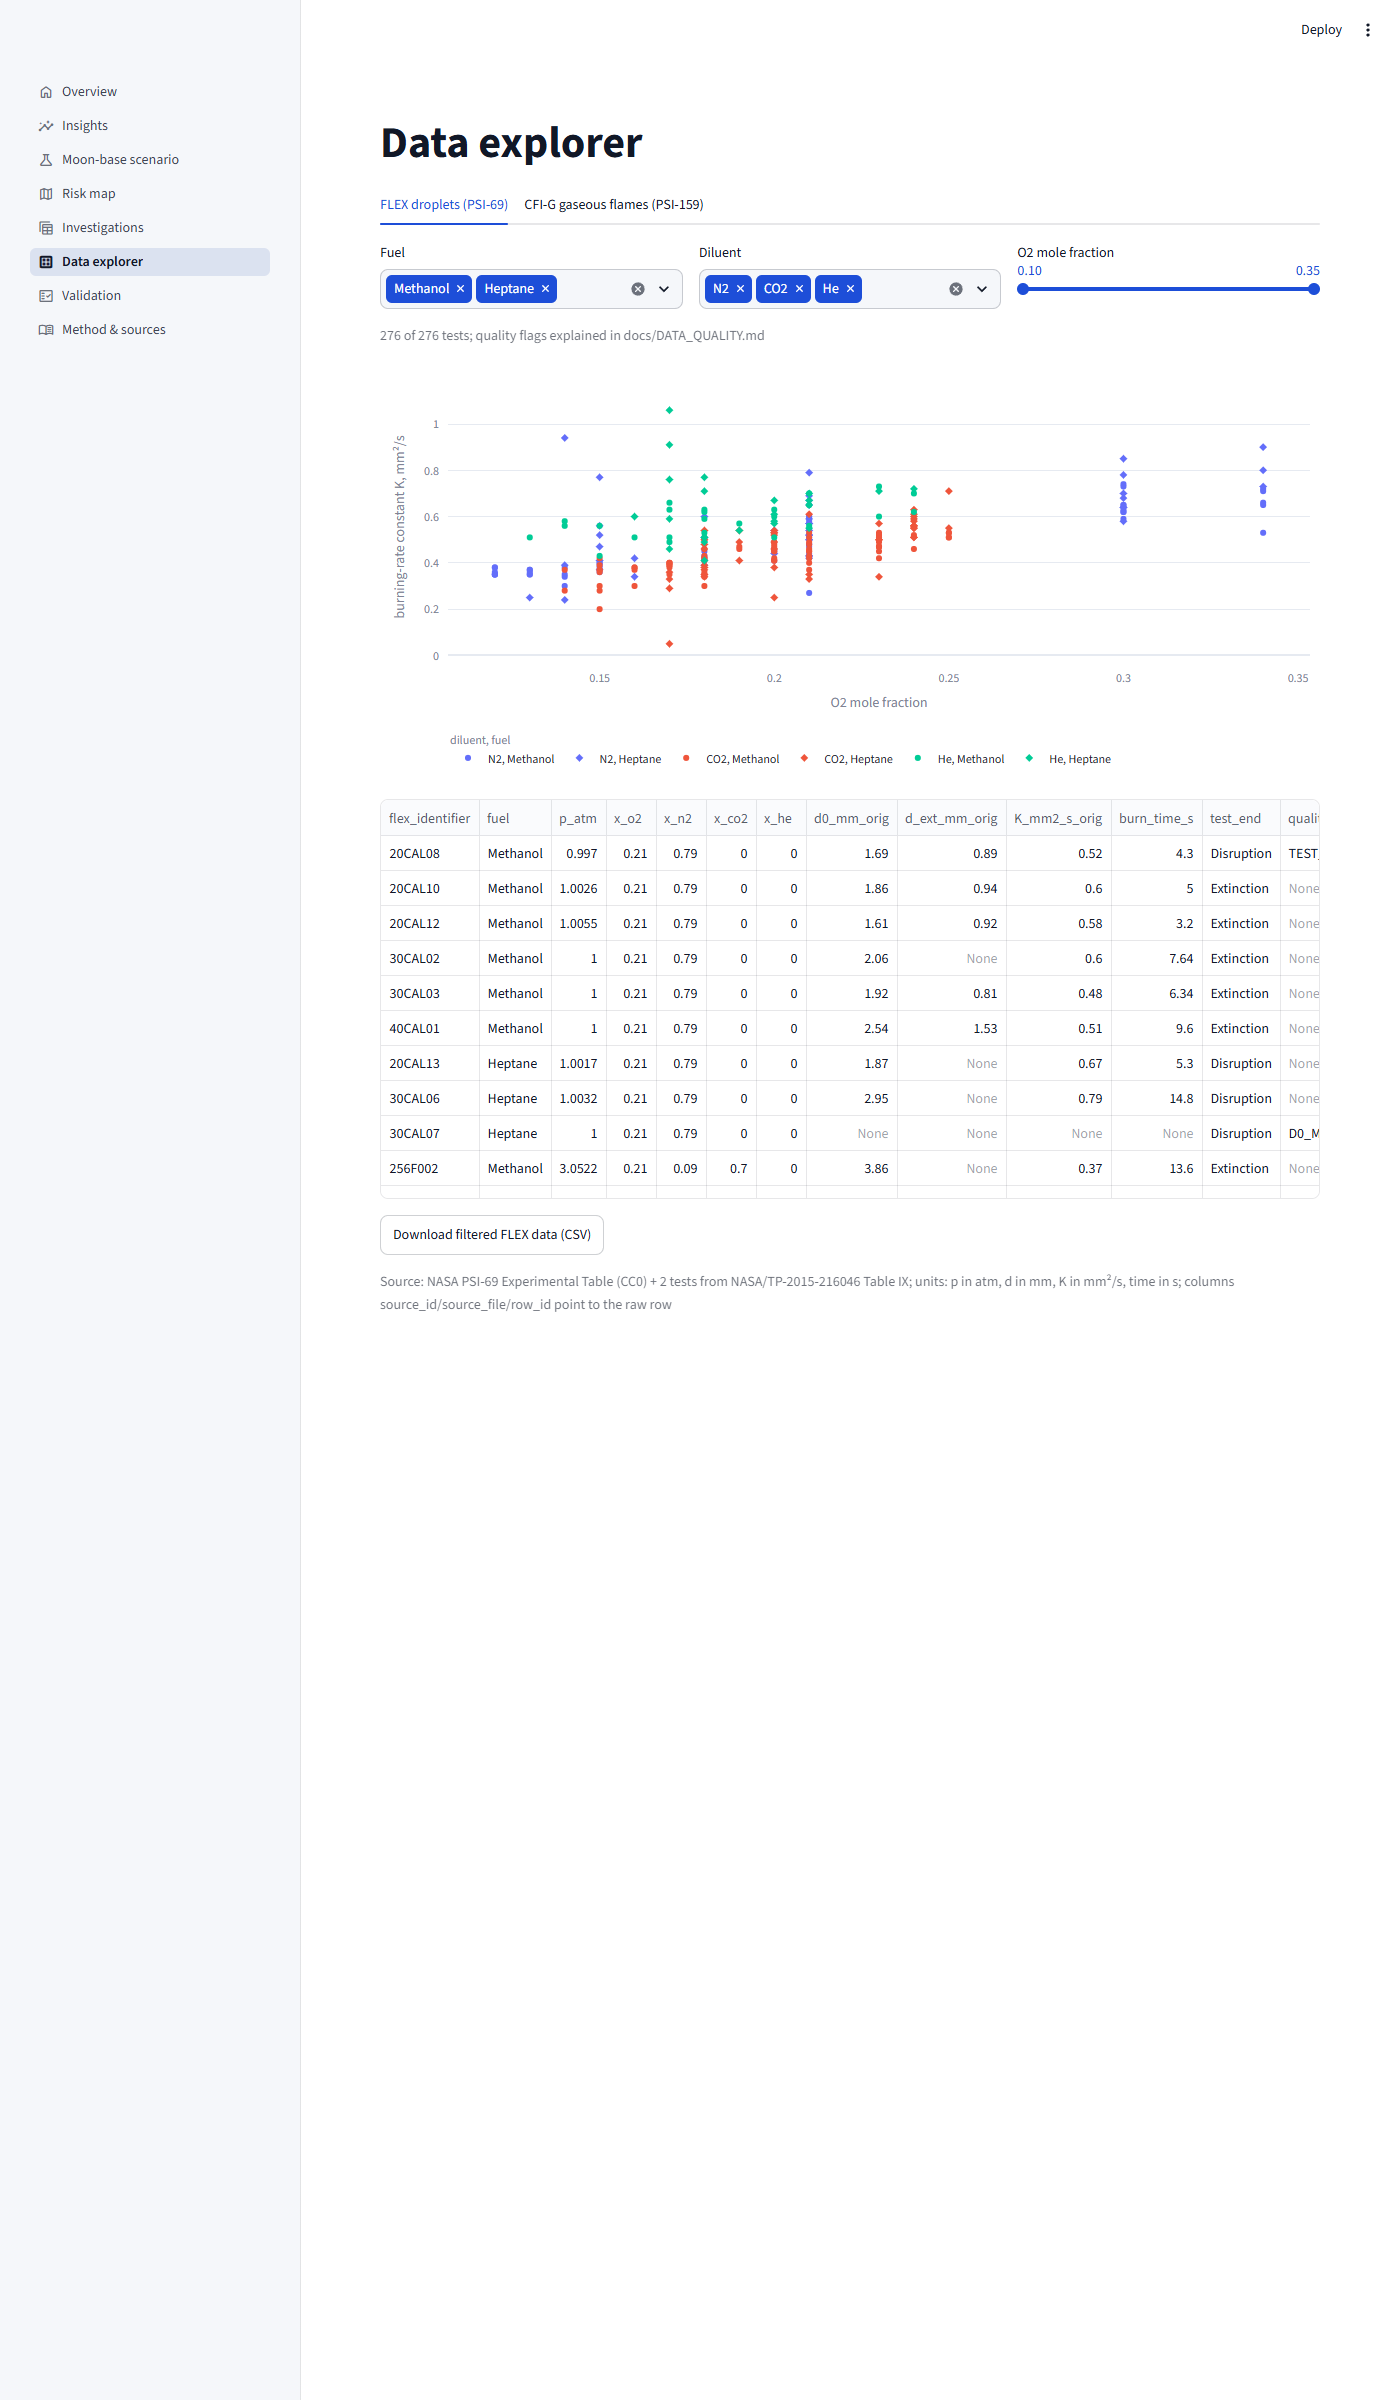 Deploy
Overview
Insights
Moon-base scenario
Risk map
Investigations
Data explorer
Validation
Method & sources
Data explorer
FLEX droplets (PSI-69) CFI-G gaseous flames (PSI-159)
Fuel Diluent O2 mole fraction
0.10 0.35
Methanol Heptane N2 CO2 He
276 of 276 tests; quality flags explained in docs/DATA_QUALITY.md
burning-rate constant K, mm²/s
1
0.8
0.6
0.4
0.2
0
0.15 0.2 0.25 0.3 0.35
O2 mole fraction
diluent, fuel
N2, Methanol N2, Heptane CO2, Methanol CO2, Heptane He, Methanol He, Heptane
flex_identifier fuel p_atm x_o2 x_n2 x_co2 x_he d0_mm_orig d_ext_mm_orig K_mm2_s_orig burn_time_s test_end quali
20CAL08 Methanol 0.997 0.21 0.79 0 0 1.69 0.89 0.52 4.3 Disruption TEST_
20CAL10 Methanol 1.0026 0.21 0.79 0 0 1.86 0.94 0.6 5 Extinction None
20CAL12 Methanol 1.0055 0.21 0.79 0 0 1.61 0.92 0.58 3.2 Extinction None
30CAL02 Methanol 1 0.21 0.79 0 0 2.06 None 0.6 7.64 Extinction None
30CAL03 Methanol 1 0.21 0.79 0 0 1.92 0.81 0.48 6.34 Extinction None
40CAL01 Methanol 1 0.21 0.79 0 0 2.54 1.53 0.51 9.6 Extinction None
20CAL13 Heptane 1.0017 0.21 0.79 0 0 1.87 None 0.67 5.3 Disruption None
30CAL06 Heptane 1.0032 0.21 0.79 0 0 2.95 None 0.79 14.8 Disruption None
30CAL07 Heptane 1 0.21 0.79 0 0 None None None None Disruption D0_M
256F002 Methanol 3.0522 0.21 0.09 0.7 0 3.86 None 0.37 13.6 Extinction None
Download filtered FLEX data (CSV)
Source: NASA PSI-69 Experimental Table (CC0) + 2 tests from NASA/TP-2015-216046 Table IX; units: p in atm, d in mm, K in mm²/s, time in s; columns
source_id/source_file/row_id point to the raw row